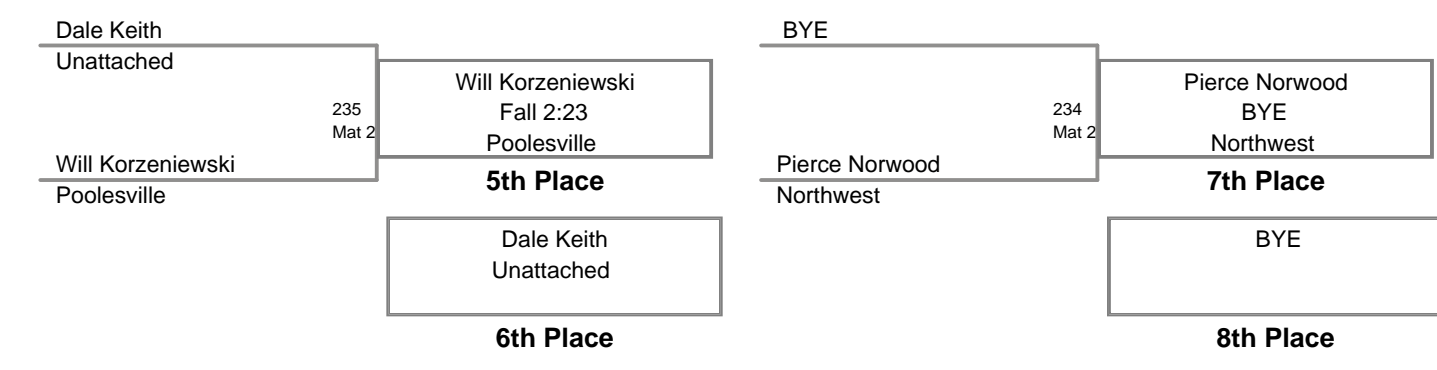 Dale Keith
Unattached
235
Mat 2
Will Korzeniewski
Poolesville
Will Korzeniewski
Fall 2:23
Poolesville
5th Place
Dale Keith
Unattached
6th Place
BYE
234
Mat 2
Pierce Norwood
Northwest
Pierce Norwood
BYE
Northwest
7th Place
BYE
8th Place